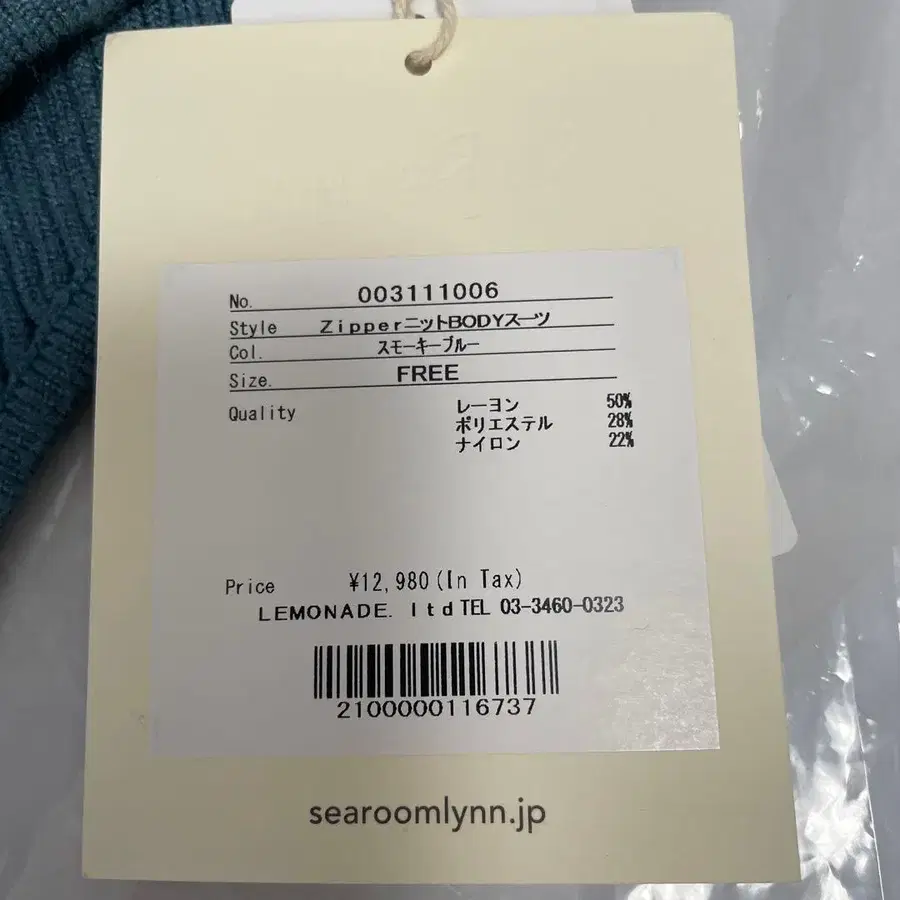 No. 003111006
Style ZipperニットBODYスーツ
Col. スモーキーブルー
Size. FREE
Quality レーヨン 50%
ポリエステル 28%
ナイロン 22%
Price ¥12,980(In Tax)
LEMONADE. ltd TEL 03-3460-0323
2100000116737
searoomlynn.jp